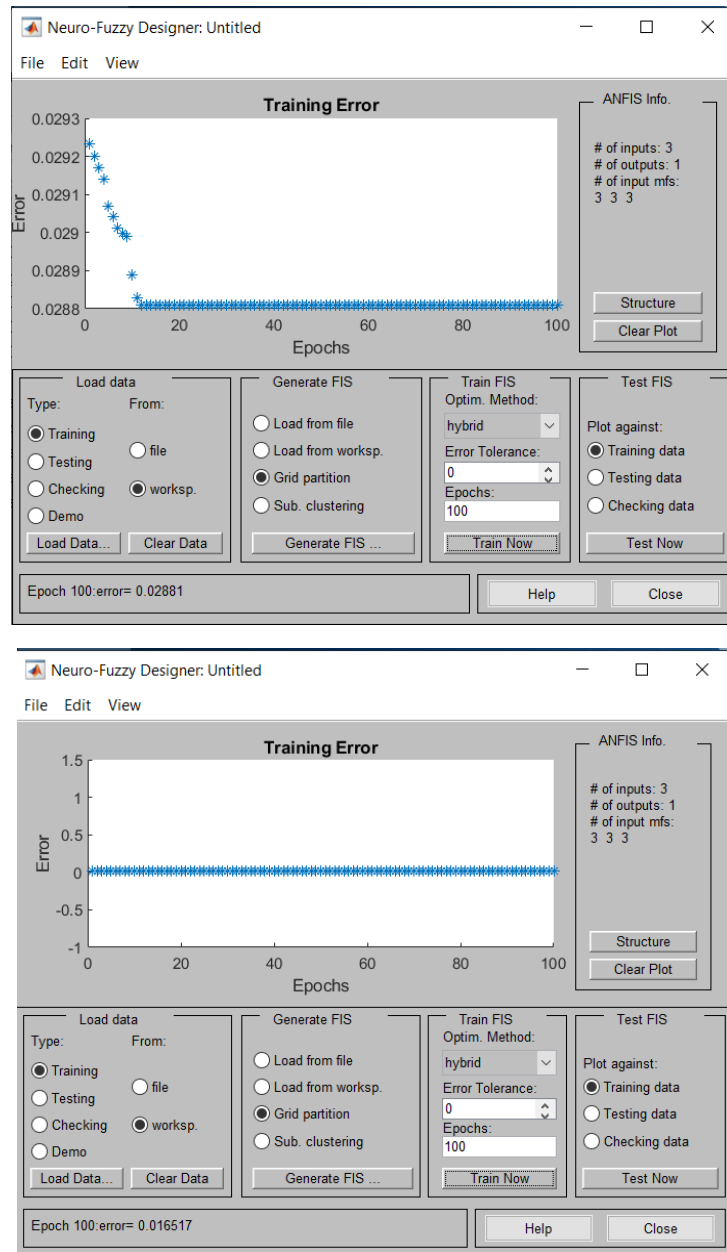 Neuro-Fuzzy Designer: Untitled
File Edit View
Training Error
0.0293
0.0292
0.0291
0.029
0.0289
0.0288
Error
0 20 40 60 80 100
Epochs
ANFIS Info.
# of inputs: 3
# of outputs: 1
# of input mfs:
3 3 3
Structure
Clear Plot
Load data
Type: From:
Training
Testing
Checking
Demo
file
worksp.
Load Data... Clear Data
Generate FIS
Load from file
Load from worksp.
Grid partition
Sub. clustering
Generate FIS ...
Train FIS
Optim. Method:
hybrid
Error Tolerance:
0
Epochs:
100
Train Now
Test FIS
Plot against:
Training data
Testing data
Checking data
Test Now
Epoch 100:error= 0.02881
Help Close
Neuro-Fuzzy Designer: Untitled
File Edit View
Training Error
1.5
1
0.5
0
-0.5
-1
Error
0 20 40 60 80 100
Epochs
ANFIS Info.
# of inputs: 3
# of outputs: 1
# of input mfs:
3 3 3
Structure
Clear Plot
Load data
Type: From:
Training
Testing
Checking
Demo
file
worksp.
Load Data... Clear Data
Generate FIS
Load from file
Load from worksp.
Grid partition
Sub. clustering
Generate FIS ...
Train FIS
Optim. Method:
hybrid
Error Tolerance:
0
Epochs:
100
Train Now
Test FIS
Plot against:
Training data
Testing data
Checking data
Test Now
Epoch 100:error= 0.016517
Help Close